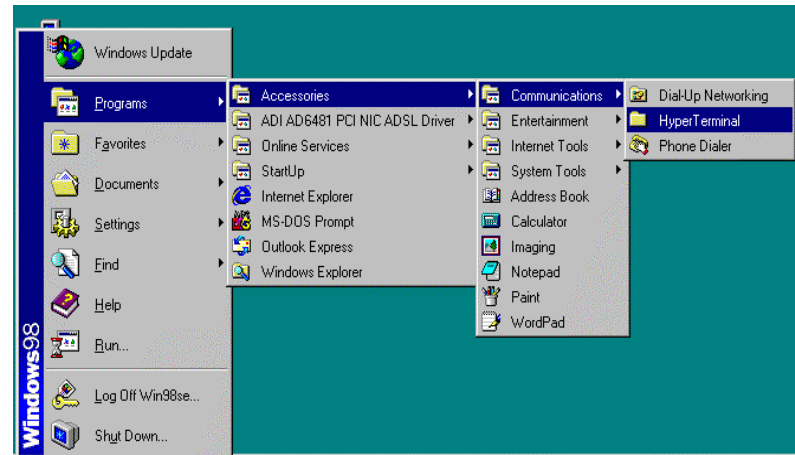 Windows Update
Programs
Favorites
Documents
Settings
Find
Help
Run...
Log Off Win98se...
Shut Down...
Windows98
Accessories
ADI AD6481 PCI NIC ADSL Driver
Online Services
StartUp
Internet Explorer
MS-DOS Prompt
Outlook Express
Windows Explorer
Communications
Entertainment
Internet Tools
System Tools
Address Book
Calculator
Imaging
Notepad
Paint
WordPad
Dial-Up Networking
HyperTerminal
Phone Dialer